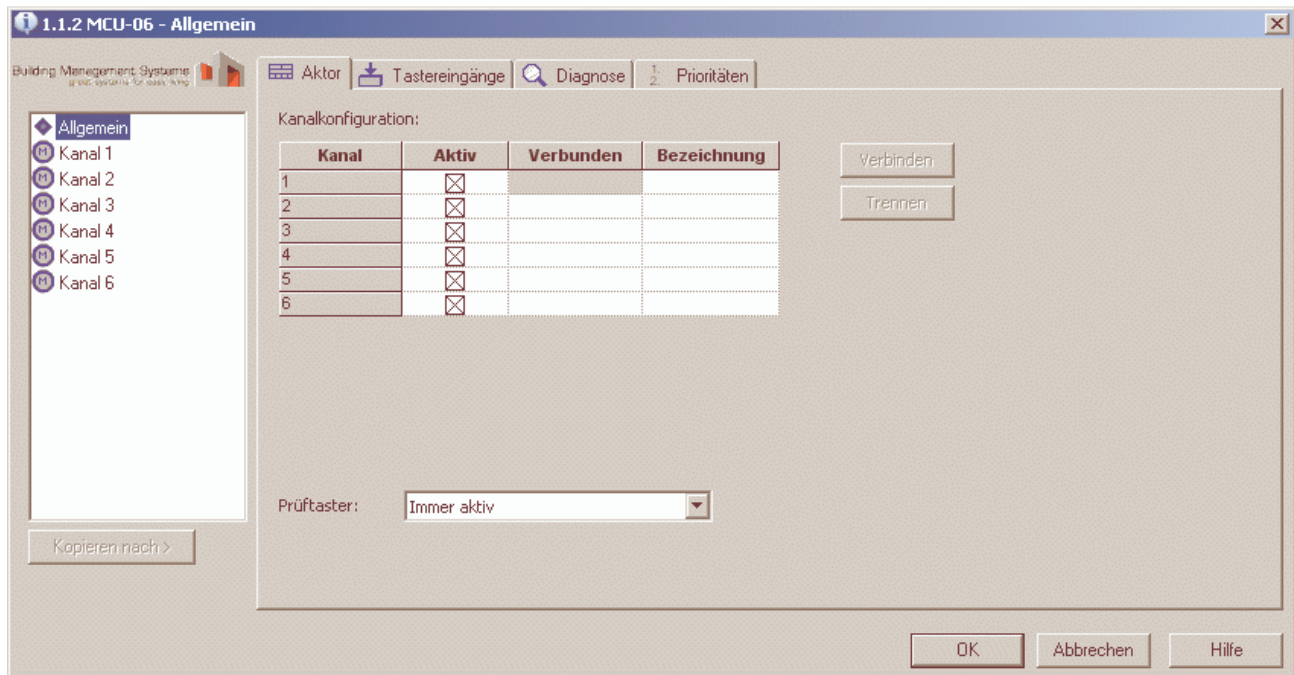 1.1.2 MCU-06 - Allgemein
Building Management Systems
Aktor Tastereingänge Diagnose 1. 2. Prioritäten
Allgemein
Kanal 1
Kanal 2
Kanal 3
Kanal 4
Kanal 5
Kanal 6
Kopieren nach >
Kanalkonfiguration:
Kanal Aktiv Verbunden Bezeichnung
1
2
3
4
5
6
Verbinden
Trennen
Prüftaster: Immer aktiv
OK Abbrechen Hilfe